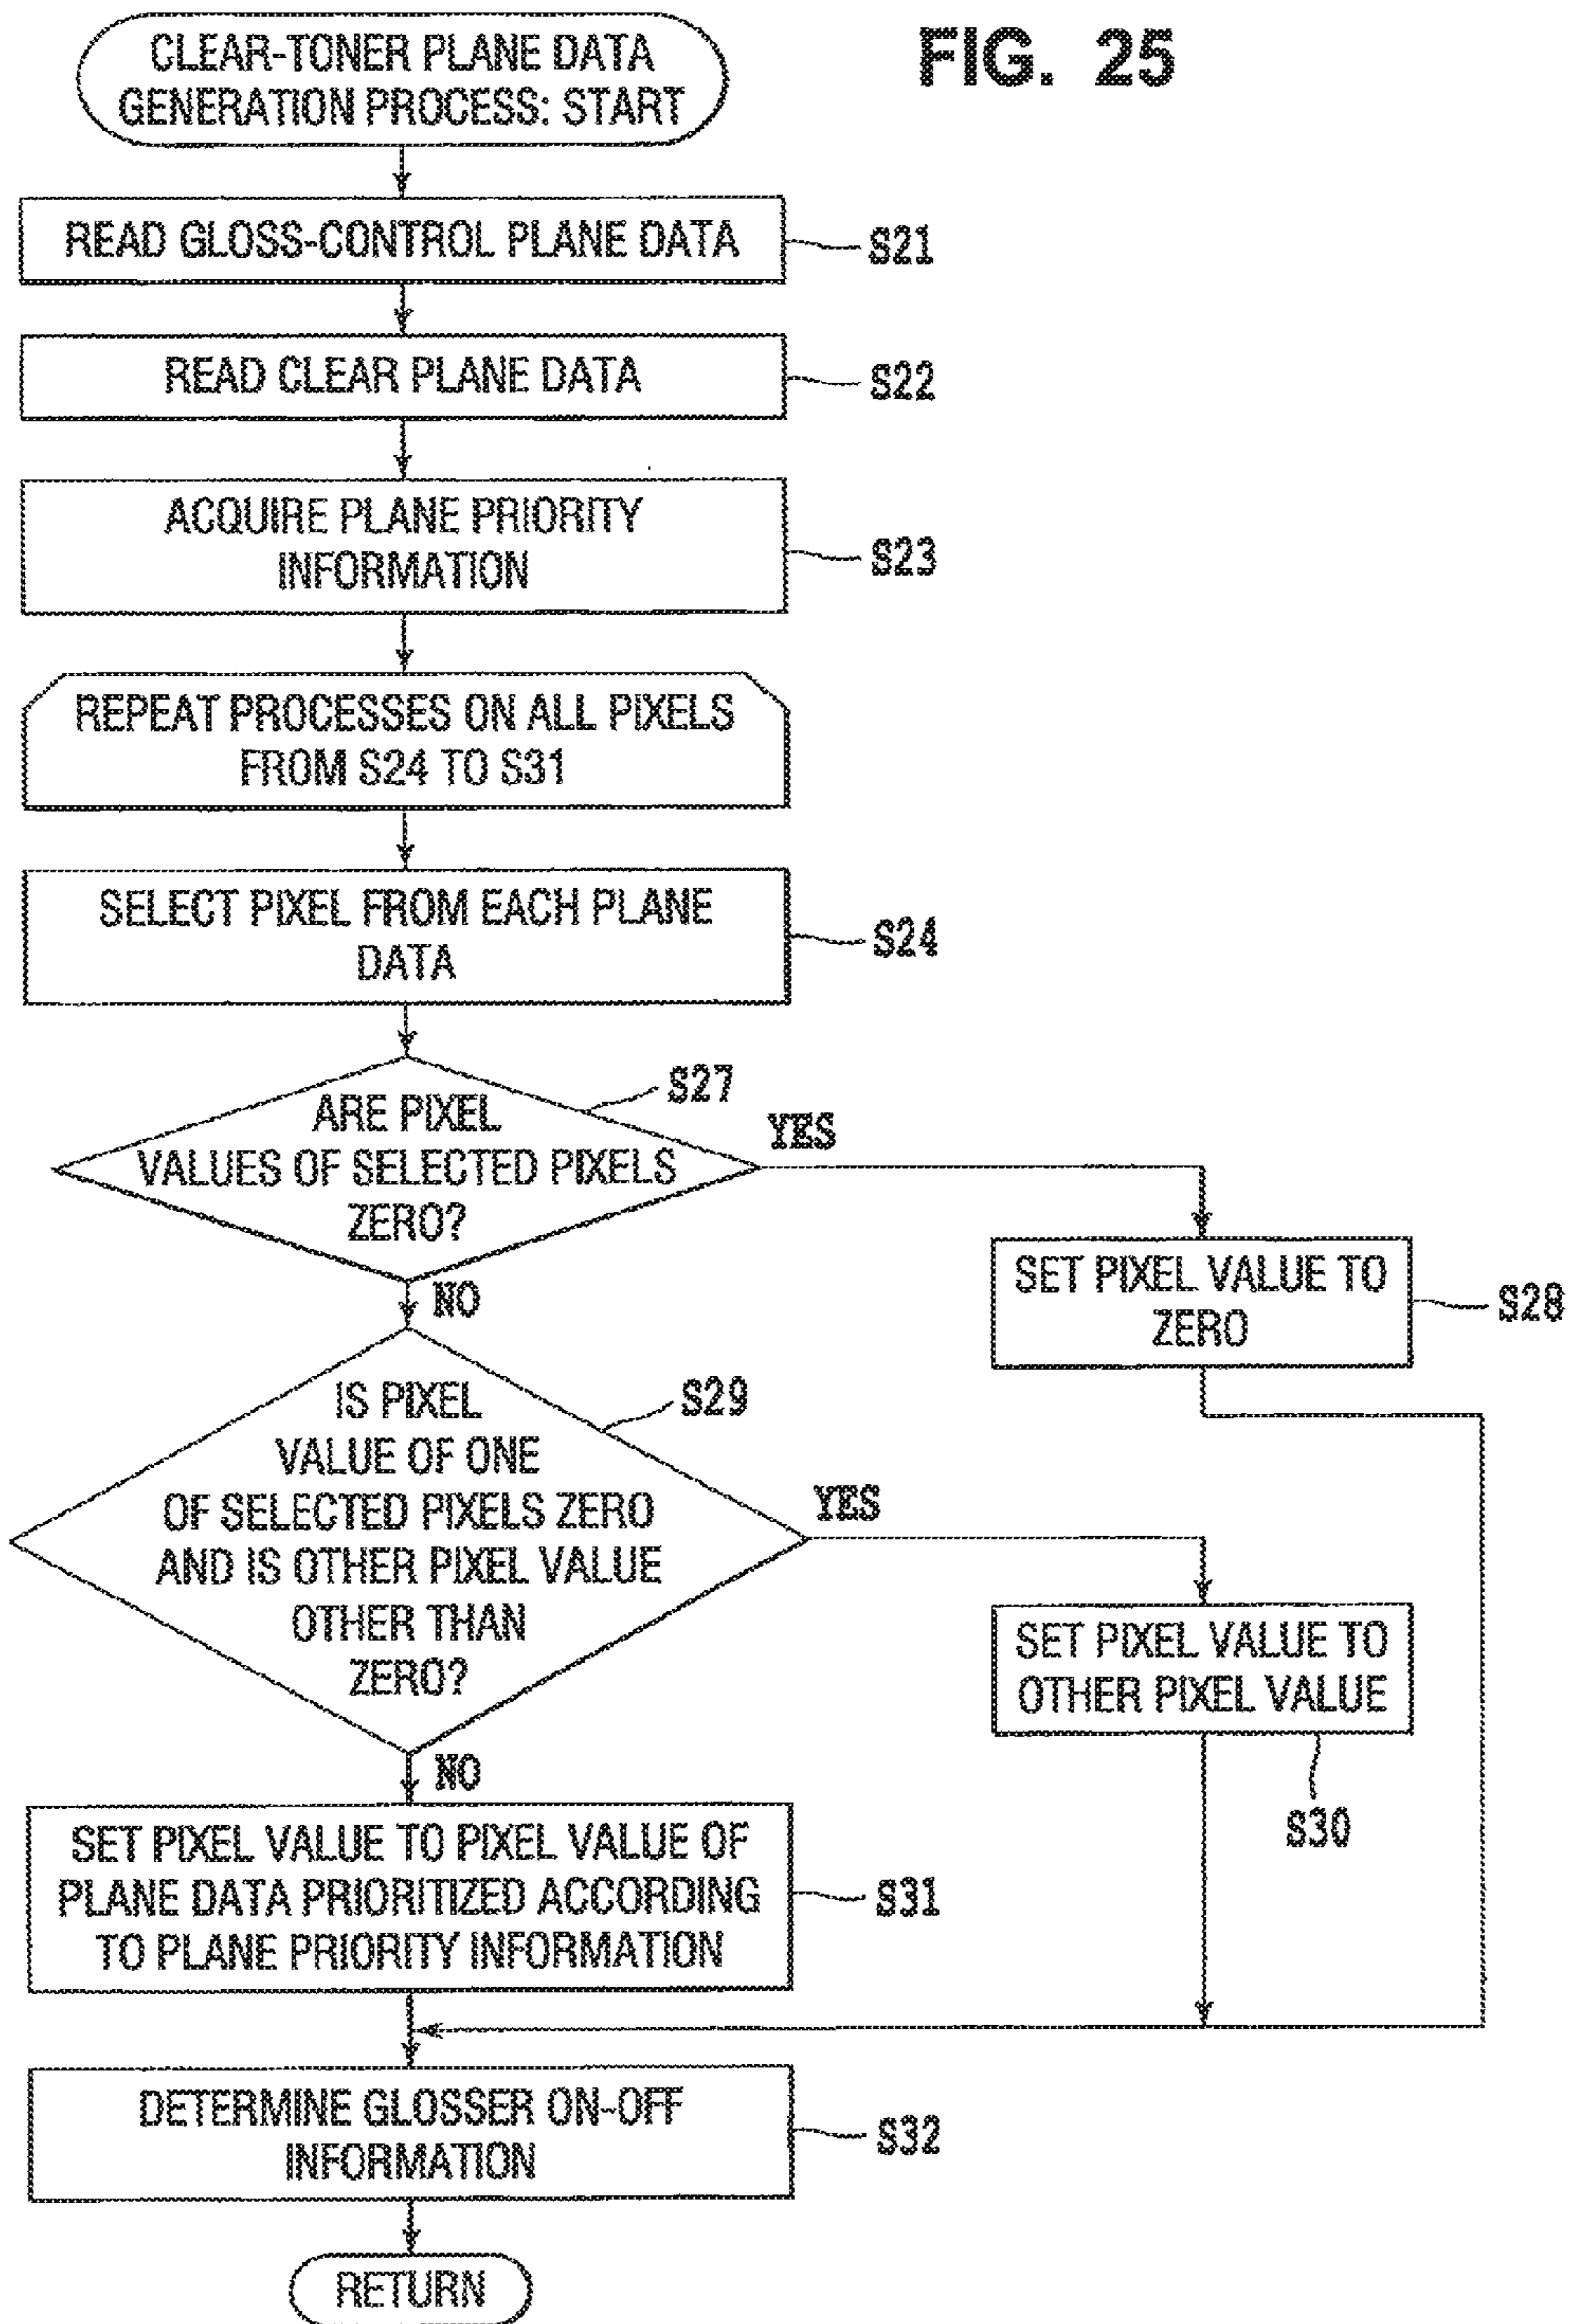 FIG. 25
CLEAR-TONER PLANE DATA
GENERATION PROCESS: START
READ GLOSS-CONTROL PLANE DATA
S21
READ CLEAR PLANE DATA
S22
ACQUIRE PLANE PRIORITY
INFORMATION
S23
REPEAT PROCESSES ON ALL PIXELS
FROM S24 TO S31
SELECT PIXEL FROM EACH PLANE
DATA
S24
ARE PIXEL
VALUES OF SELECTED PIXELS
ZERO?
S27
YES
NO
SET PIXEL VALUE TO
ZERO
S28
IS PIXEL
VALUE OF ONE
OF SELECTED PIXELS ZERO
AND IS OTHER PIXEL VALUE
OTHER THAN
ZERO?
S29
YES
NO
SET PIXEL VALUE TO
OTHER PIXEL VALUE
S30
SET PIXEL VALUE TO PIXEL VALUE OF
PLANE DATA PRIORITIZED ACCORDING
TO PLANE PRIORITY INFORMATION
S31
DETERMINE GLOSSER ON-OFF
INFORMATION
S32
RETURN